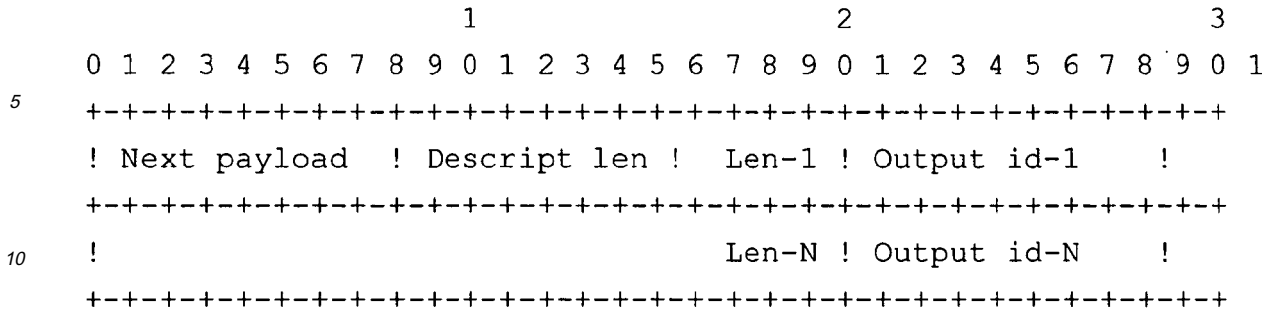 1 2 3
0 1 2 3 4 5 6 7 8 9 0 1 2 3 4 5 6 7 8 9 0 1 2 3 4 5 6 7 8 9 0 1
5 +-+-+-+-+-+-+-+-+-+-+-+-+-+-+-+-+-+-+-+-+-+-+-+-+-+-+-+-+-+-+
! Next payload ! Descript len ! Len-1 ! Output id-1 !
+-+-+-+-+-+-+-+-+-+-+-+-+-+-+-+-+-+-+-+-+-+-+-+-+-+-+-+-+-+-+
10 ! Len-N ! Output id-N !
+-+-+-+-+-+-+-+-+-+-+-+-+-+-+-+-+-+-+-+-+-+-+-+-+-+-+-+-+-+-+